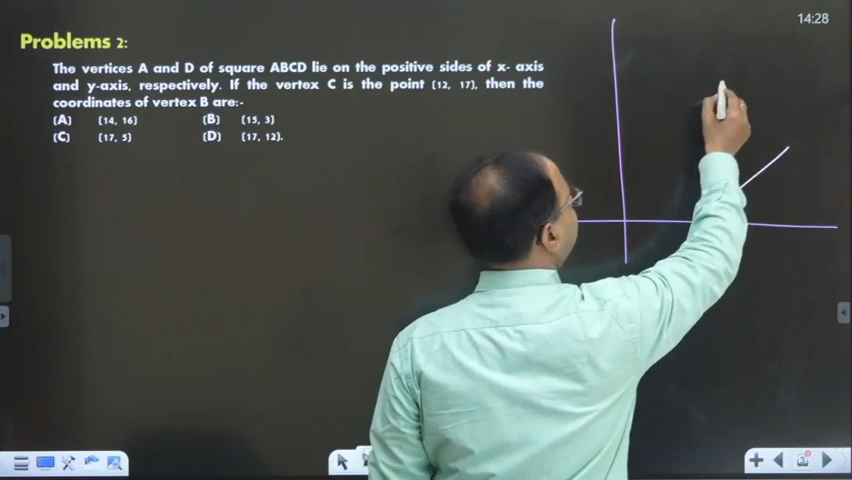 14:28
Problems 2:
The vertices A and D of square ABCD lie on the positive sides of x- axis
and y-axis, respectively. If the vertex C is the point (12, 17), then the
coordinates of vertex B are:-
(A) (14, 16) (B) (15, 3)
(C) (17, 5) (D) (17, 12).